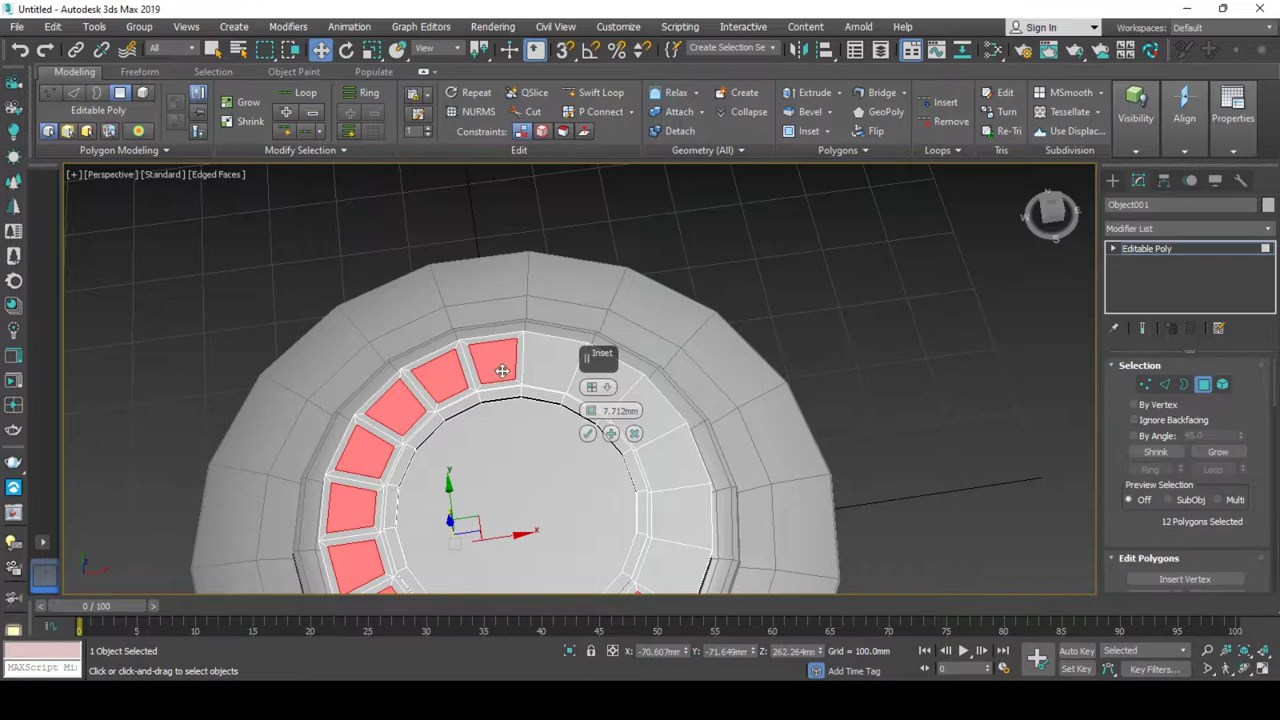 Untitled - Autodesk 3ds Max 2019
File Edit Tools Group Views Create Modifiers Animation Graph Editors Rendering Civil View Customize Scripting Interactive Content Arnold Help Sign In Workspaces: Default
All View Create Selection Se
Modeling Freeform Selection Object Paint Populate
Editable Poly
Polygon Modeling
Grow Loop Ring
Shrink
1
Modify Selection
Repeat QSlice Swift Loop
NURMS Cut P Connect
Constraints:
Edit
Relax Create
Attach Collapse
Detach
Geometry (All)
Extrude Bridge
Bevel GeoPoly
Inset Flip
Polygons
Insert
Remove
Loops
Edit
Turn
Re-Tri
Tris
MSmooth
Tessellate
Use Displac...
Subdivision
Visibility
Align
Properties
[+] [Perspective] [Standard] [Edged Faces]
TOP
N
W
S
Inset
7.712mm
y
x
Object001
Modifier List
Editable Poly
Selection
By Vertex
Ignore Backfacing
By Angle: 45.0
Shrink Grow
Ring Loop
Preview Selection
Off SubObj Multi
12 Polygons Selected
Edit Polygons
Insert Vertex
0 / 100
0 5 10 15 20 25 30 35 40 45 50 55 60 65 70 75 80 85 90 95 100
1 Object Selected
X: -70.607mm Y: -71.649mm Z: 262.264mm Grid = 100.0mm
MAXScript Mi
Click or click-and-drag to select objects
Add Time Tag
0
Auto Key Selected
Set Key Key Filters...